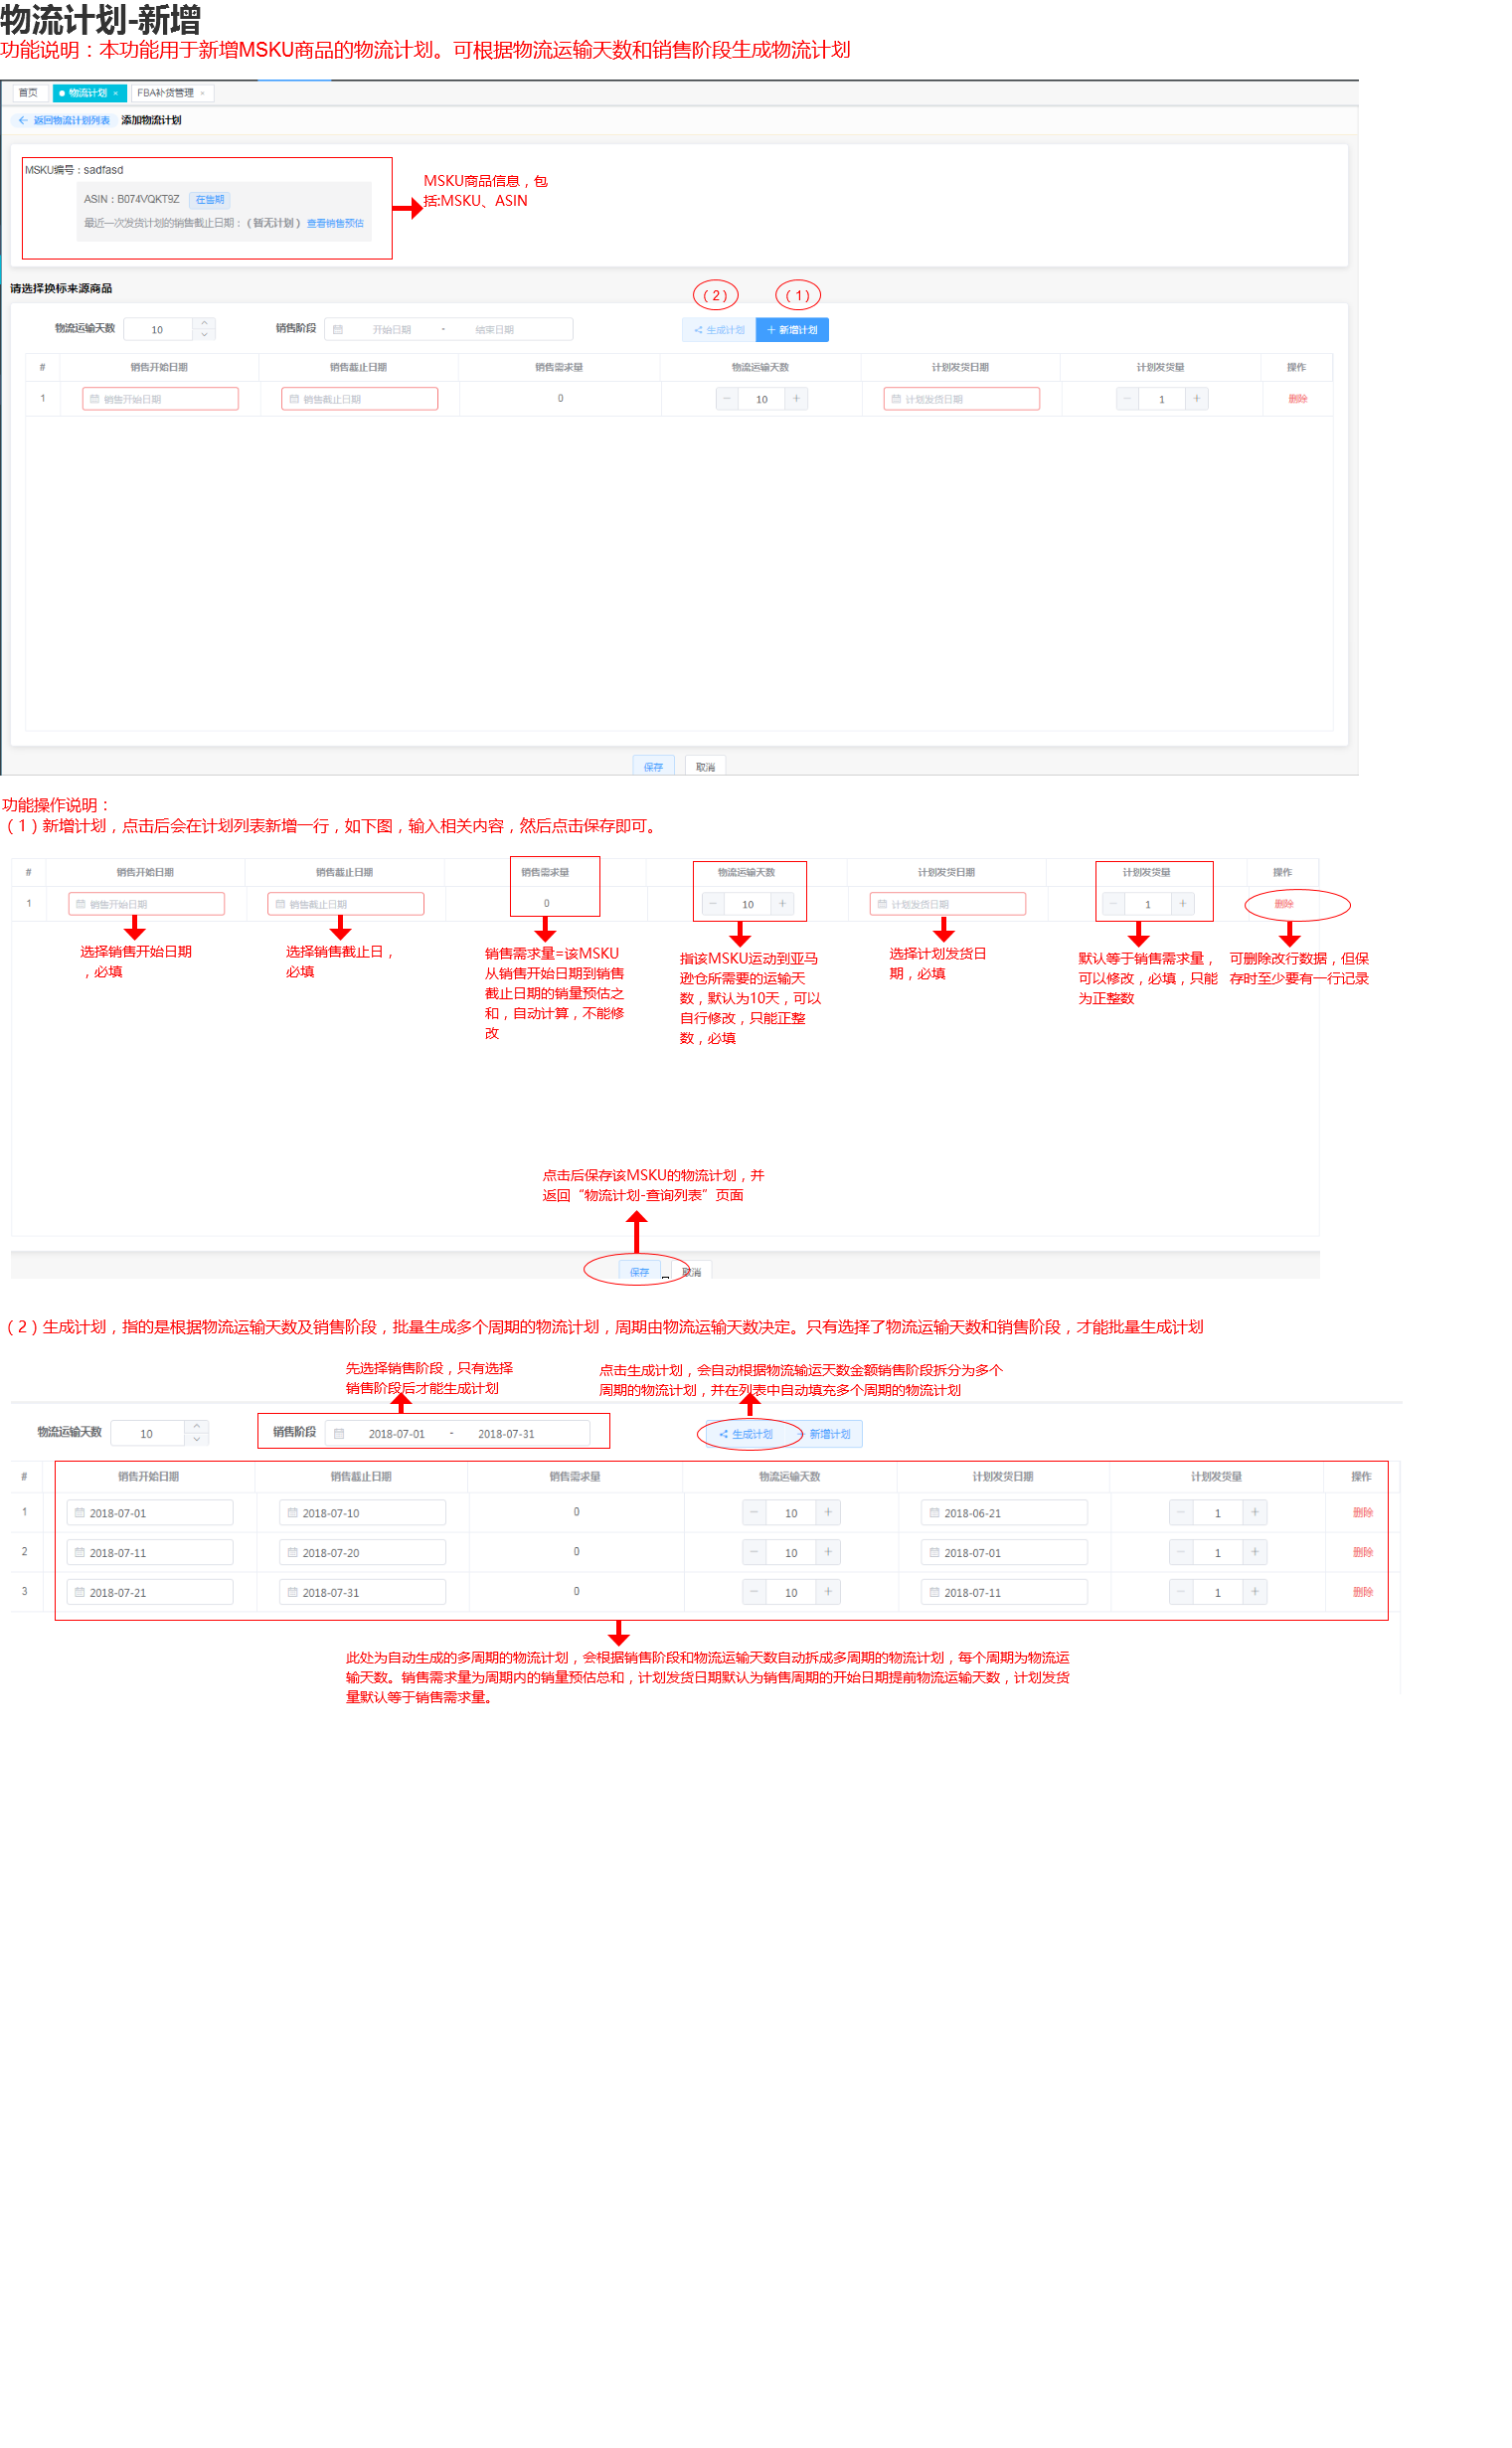 物流计划-新增
功能说明：本功能用于新增MSKU商品的物流计划。可根据物流运输天数和销售阶段生成物流计划
首页 物流计划 × FBA补货管理 ×
返回物流计划列表 添加物流计划
MSKU编号：sadfasd
ASIN：B074VQKT9Z 在售期
最近一次发货计划的销售截止日期：（暂无计划） 查看销售预估
MSKU商品信息，包
括:MSKU、ASIN
请选择换标来源商品
（2） （1）
物流运输天数 10 销售阶段 开始日期 - 结束日期 生成计划 新增计划
# 销售开始日期 销售截止日期 销售需求量 物流运输天数 计划发货日期 计划发货量 操作
1 销售开始日期 销售截止日期 0 − 10 + 计划发货日期 − 1 + 删除
保存 取消
功能操作说明：
（1）新增计划，点击后会在计划列表新增一行，如下图，输入相关内容，然后点击保存即可。
# 销售开始日期 销售截止日期 销售需求量 物流运输天数 计划发货日期 计划发货量 操作
1 销售开始日期 销售截止日期 0 − 10 + 计划发货日期 − 1 + 删除
选择销售开始日期
，必填
选择销售截止日，
必填
销售需求量=该MSKU
从销售开始日期到销售
截止日期的销量预估之
和，自动计算，不能修
改
指该MSKU运动到亚马
逊仓所需要的运输天
数，默认为10天，可以
自行修改，只能正整
数，必填
选择计划发货日
期，必填
默认等于销售需求量，
可以修改，必填，只能
为正整数
可删除改行数据，但保
存时至少要有一行记录
点击后保存该MSKU的物流计划，并
返回“物流计划-查询列表”页面
保存 取消
（2）生成计划，指的是根据物流运输天数及销售阶段，批量生成多个周期的物流计划，周期由物流运输天数决定。只有选择了物流运输天数和销售阶段，才能批量生成计划
先选择销售阶段，只有选择
销售阶段后才能生成计划
点击生成计划，会自动根据物流输运天数金额销售阶段拆分为多个
周期的物流计划，并在列表中自动填充多个周期的物流计划
物流运输天数 10 销售阶段 2018-07-01 - 2018-07-31 生成计划 新增计划
# 销售开始日期 销售截止日期 销售需求量 物流运输天数 计划发货日期 计划发货量 操作
1 2018-07-01 2018-07-10 0 − 10 + 2018-06-21 − 1 + 删除
2 2018-07-11 2018-07-20 0 − 10 + 2018-07-01 − 1 + 删除
3 2018-07-21 2018-07-31 0 − 10 + 2018-07-11 − 1 + 删除
此处为自动生成的多周期的物流计划，会根据销售阶段和物流运输天数自动拆成多周期的物流计划，每个周期为物流运
输天数。销售需求量为周期内的销量预估总和，计划发货日期默认为销售周期的开始日期提前物流运输天数，计划发货
量默认等于销售需求量。